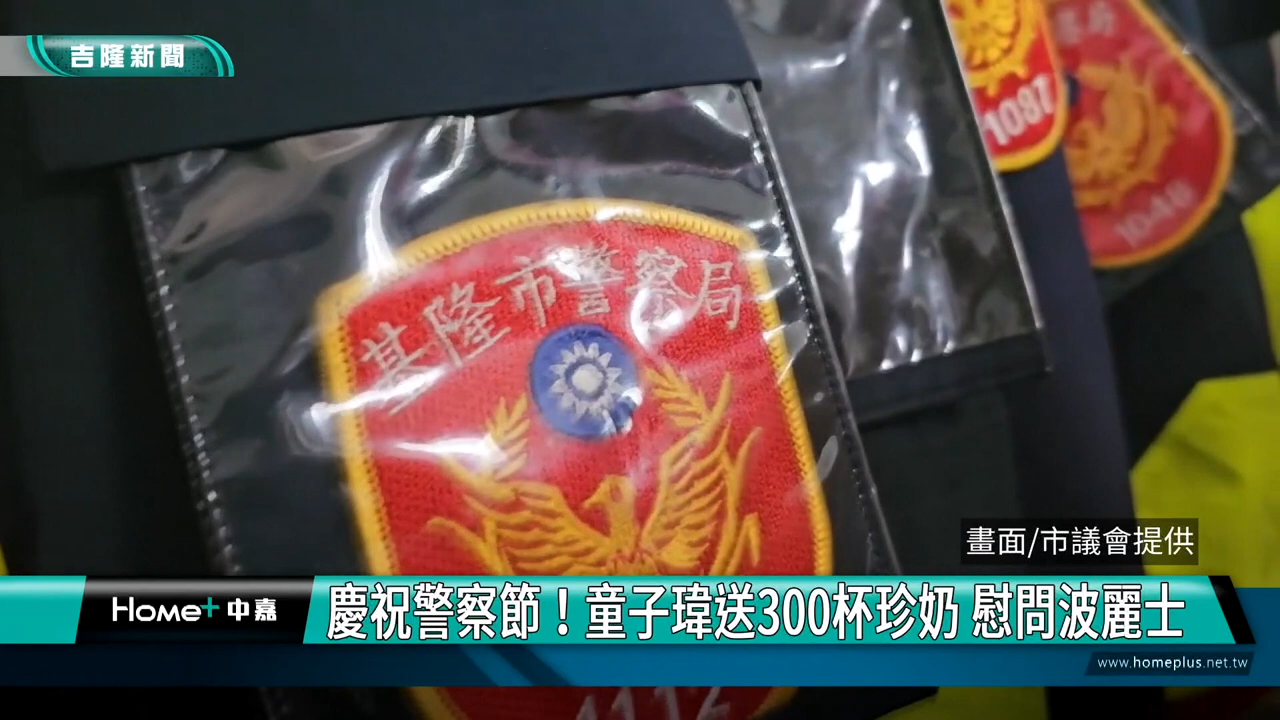 吉隆新聞
1087
局
1046
基隆市警察局
畫面/市議會提供
Home+中嘉
慶祝警察節！童子瑋送300杯珍奶 慰問波麗士
www.homeplus.net.tw